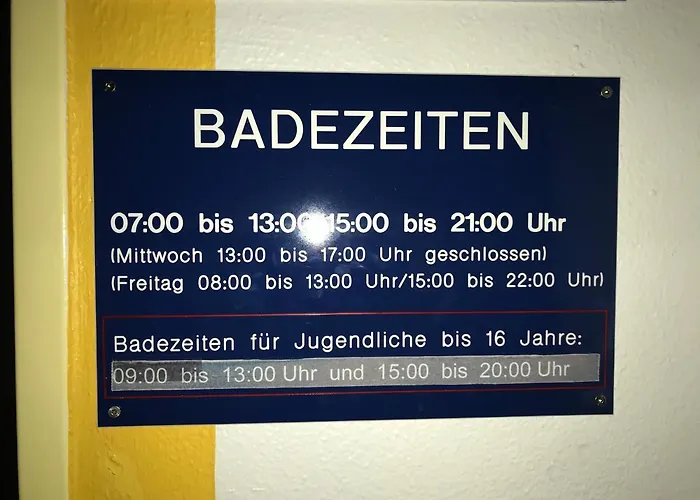 BADEZEITEN
07:00 bis 13:00/15:00 bis 21:00 Uhr
(Mittwoch 13:00 bis 17:00 Uhr geschlossen)
(Freitag 08:00 bis 13:00 Uhr/15:00 bis 22:00 Uhr)
Badezeiten für Jugendliche bis 16 Jahre:
09:00 bis 13:00 Uhr und 15:00 bis 20:00 Uhr